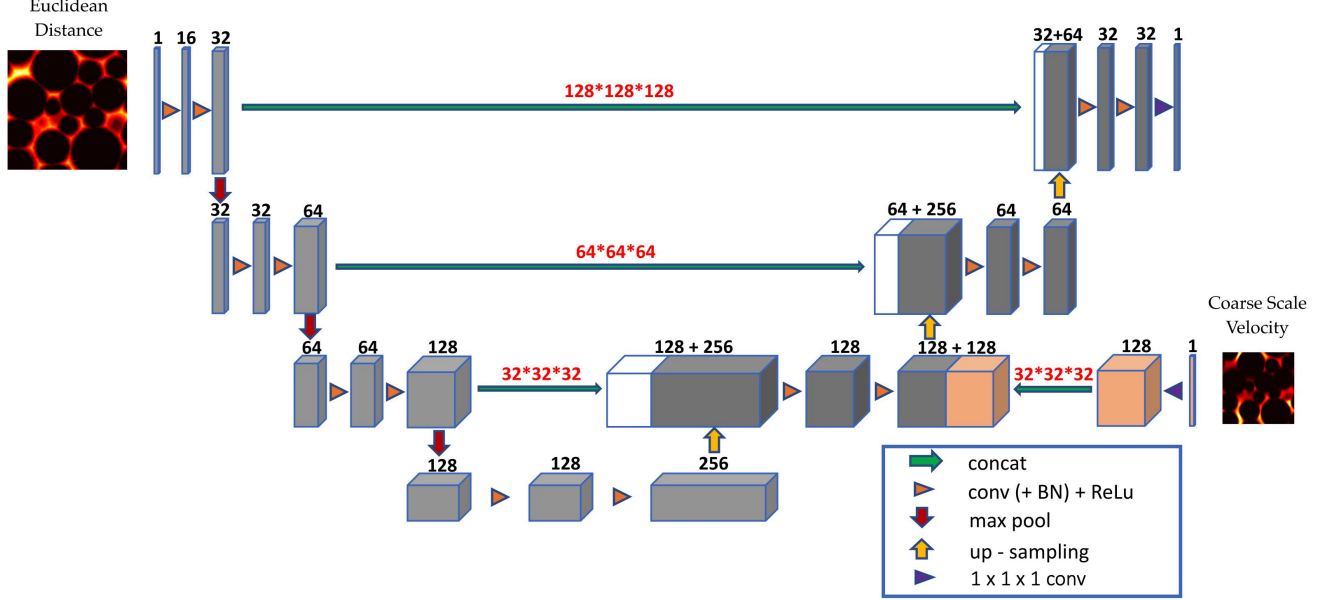 Euclidean
Distance
1 16 32
128*128*128
32+64 32 32 1
32 32 64
64*64*64
64 + 256 64 64
Coarse Scale
Velocity
64 64 128
32*32*32
128 + 256 128 128 + 128
32*32*32
128 1
128 128 256
concat
conv (+ BN) + ReLu
max pool
up - sampling
1 x 1 x 1 conv